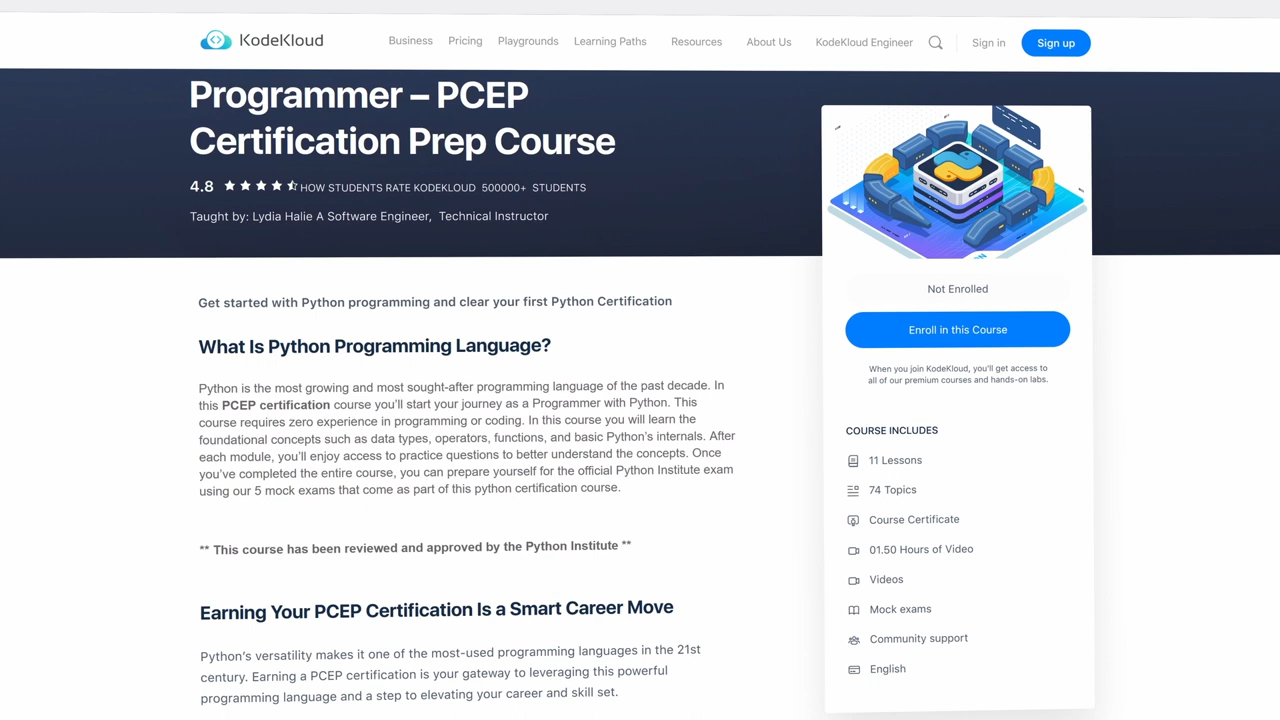 KodeKloud
Business Pricing Playgrounds Learning Paths Resources About Us KodeKloud Engineer Sign in Sign up
Programmer – PCEP
Certification Prep Course
4.8 HOW STUDENTS RATE KODEKLOUD 500000+ STUDENTS
Taught by: Lydia Halie A Software Engineer, Technical Instructor
Get started with Python programming and clear your first Python Certification
What Is Python Programming Language?
Python is the most growing and most sought-after programming language of the past decade. In
this PCEP certification course you'll start your journey as a Programmer with Python. This
course requires zero experience in programming or coding. In this course you will learn the
foundational concepts such as data types, operators, functions, and basic Python's internals. After
each module, you'll enjoy access to practice questions to better understand the concepts. Once
you've completed the entire course, you can prepare yourself for the official Python Institute exam
using our 5 mock exams that come as part of this python certification course.
** This course has been reviewed and approved by the Python Institute **
Earning Your PCEP Certification Is a Smart Career Move
Python's versatility makes it one of the most-used programming languages in the 21st
century. Earning a PCEP certification is your gateway to leveraging this powerful
programming language and a step to elevating your career and skill set.
Not Enrolled
Enroll in this Course
When you join KodeKloud, you'll get access to
all of our premium courses and hands-on labs.
COURSE INCLUDES
11 Lessons
74 Topics
Course Certificate
01.50 Hours of Video
Videos
Mock exams
Community support
English